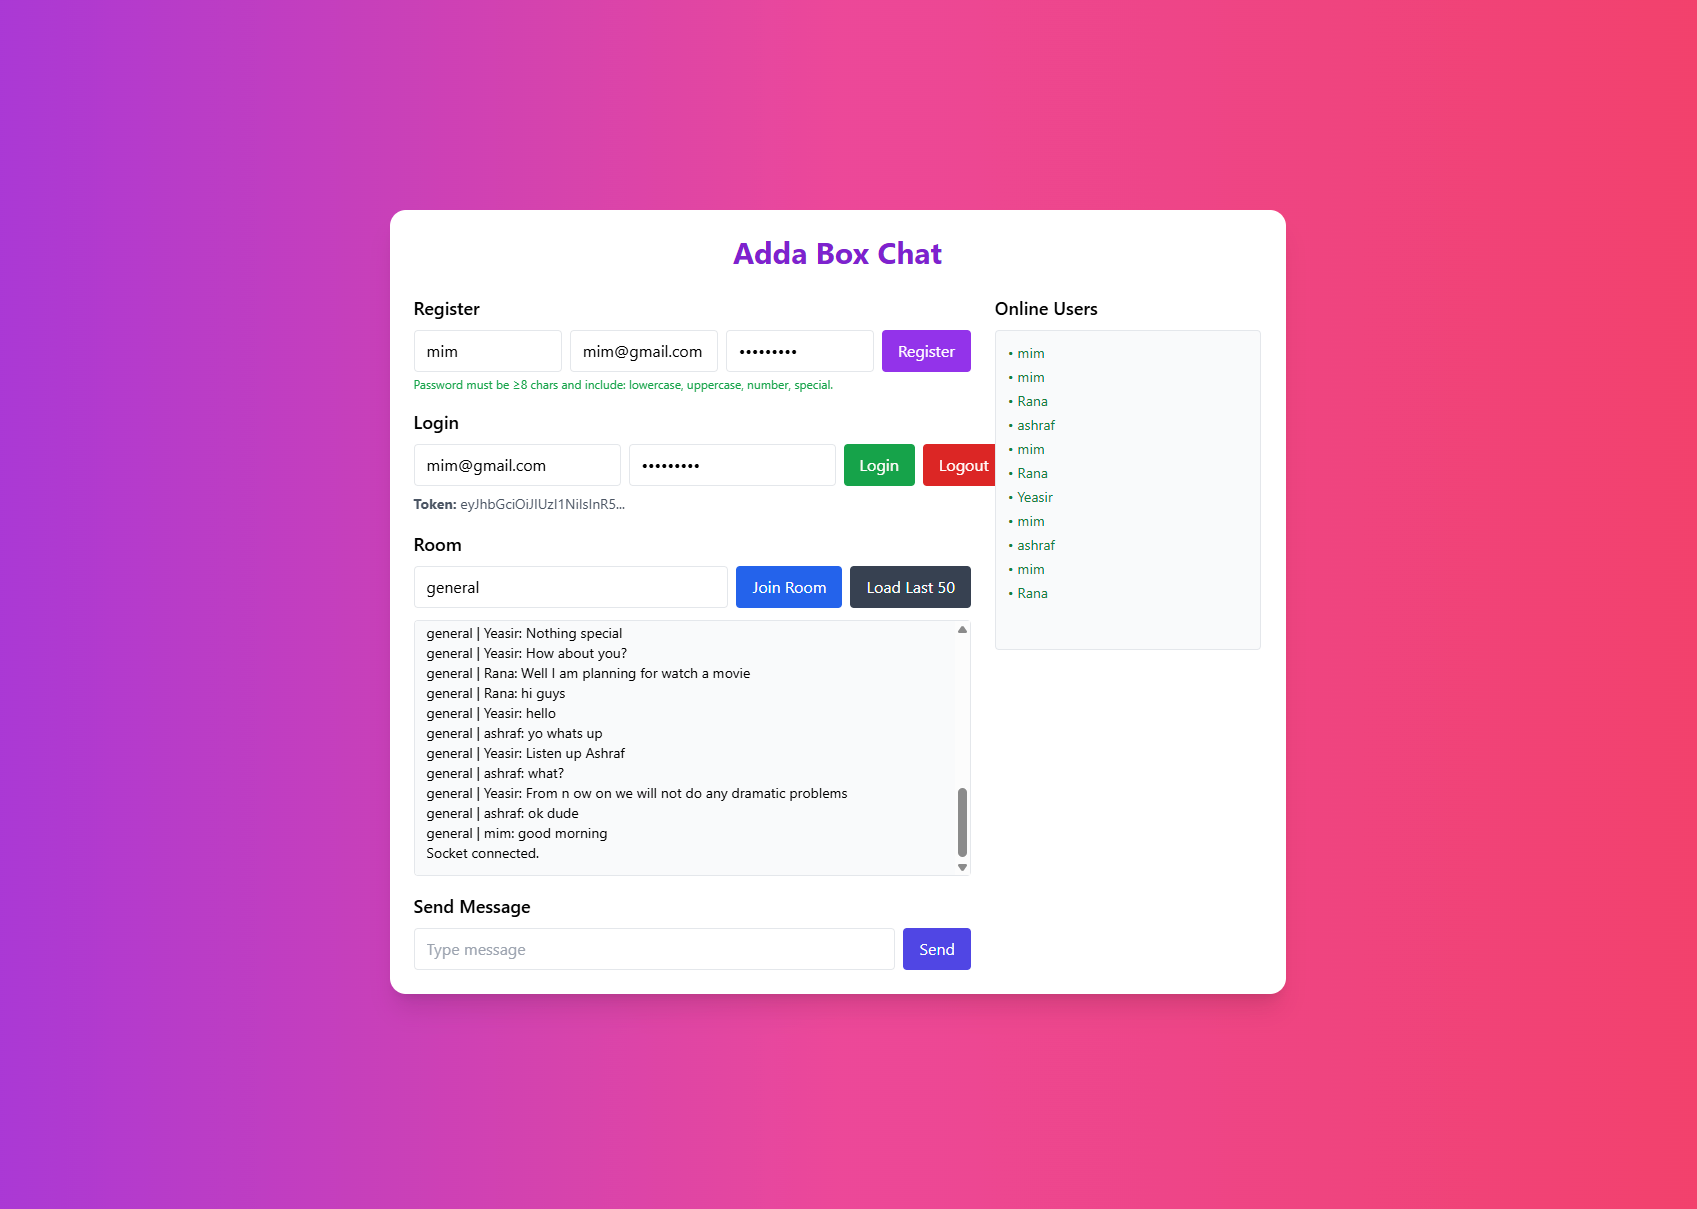 Adda Box Chat
Register
mim mim@gmail.com ••••••••• Register
Password must be ≥8 chars and include: lowercase, uppercase, number, special.
Login
mim@gmail.com ••••••••• Login Logout
Token: eyJhbGciOiJIUzI1NiIsInR5...
Room
general Join Room Load Last 50
general | Yeasir: Nothing special
general | Yeasir: How about you?
general | Rana: Well I am planning for watch a movie
general | Rana: hi guys
general | Yeasir: hello
general | ashraf: yo whats up
general | Yeasir: Listen up Ashraf
general | ashraf: what?
general | Yeasir: From n ow on we will not do any dramatic problems
general | ashraf: ok dude
general | mim: good morning
Socket connected.
Send Message
Type message Send
Online Users
• mim
• mim
• Rana
• ashraf
• mim
• Rana
• Yeasir
• mim
• ashraf
• mim
• Rana